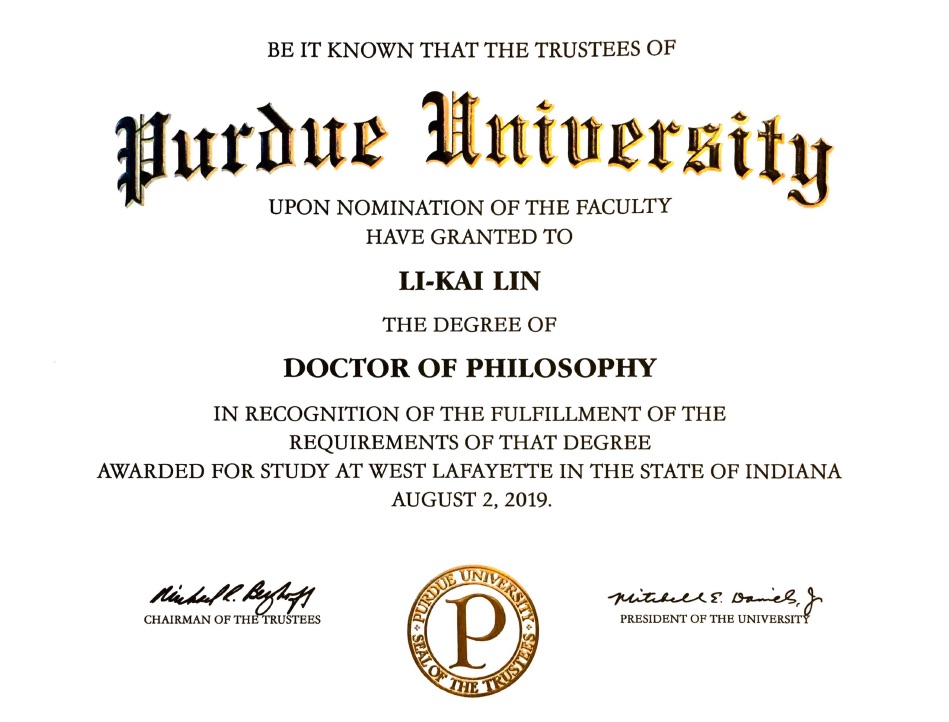 BE IT KNOWN THAT THE TRUSTEES OF
Purdue University
UPON NOMINATION OF THE FACULTY
HAVE GRANTED TO
LI-KAI LIN
THE DEGREE OF
DOCTOR OF PHILOSOPHY
IN RECOGNITION OF THE FULFILLMENT OF THE
REQUIREMENTS OF THAT DEGREE
AWARDED FOR STUDY AT WEST LAFAYETTE IN THE STATE OF INDIANA
AUGUST 2, 2019.
Michael R. Berghoff
CHAIRMAN OF THE TRUSTEES
PURDUE UNIVERSITY
P
SEAL OF THE TRUSTEES
Mitchell E. Daniels, Jr
PRESIDENT OF THE UNIVERSITY